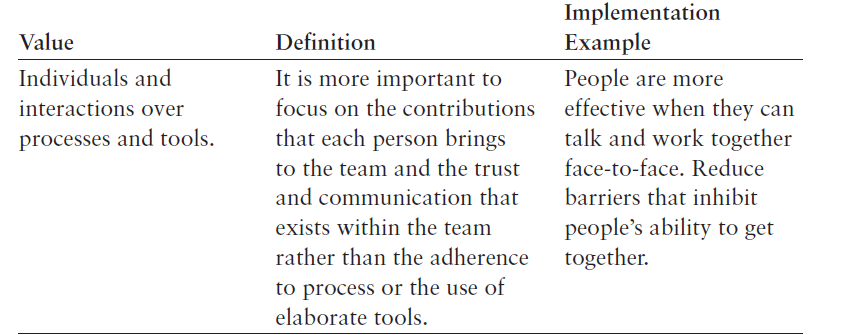 Value
Definition
Implementation
Example
Individuals and
interactions over
processes and tools.
It is more important to
focus on the contributions
that each person brings
to the team and the trust
and communication that
exists within the team
rather than the adherence
to process or the use of
elaborate tools.
People are more
effective when they can
talk and work together
face-to-face. Reduce
barriers that inhibit
people’s ability to get
together.